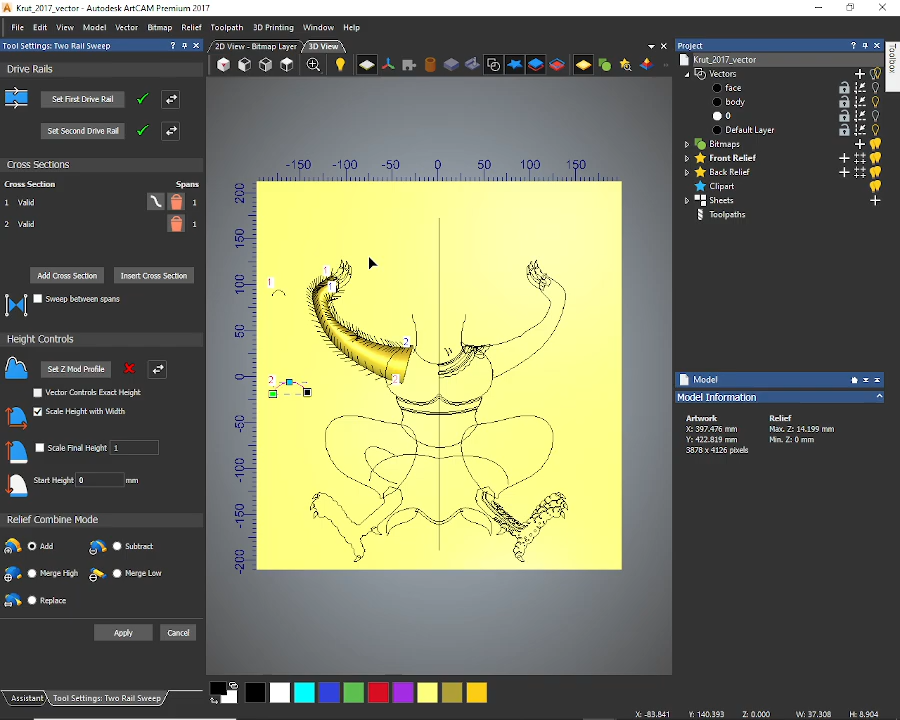 Krut_2017_vector - Autodesk ArtCAM Premium 2017
File Edit View Model Vector Bitmap Relief Toolpath 3D Printing Window Help
Tool Settings: Two Rail Sweep
2D View - Bitmap Layer 3D View
Project
Toolbox
Drive Rails
Set First Drive Rail
Set Second Drive Rail
Cross Sections
Cross Section Spans
1 Valid 1
2 Valid 1
Add Cross Section Insert Cross Section
Sweep between spans
Height Controls
Set Z Mod Profile
Vector Controls Exact Height
Scale Height with Width
Scale Final Height 1
Start Height 0 mm
Relief Combine Mode
Add Subtract
Merge High Merge Low
Replace
Apply Cancel
Assistant Tool Settings: Two Rail Sweep
-150 -100 -50 0 50 100 150
200
150
100
50
0
-50
-100
-150
-200
1
1
1
2
2
2
Krut_2017_vector
Vectors
face
body
0
Default Layer
Bitmaps
Front Relief
Back Relief
Clipart
Sheets
Toolpaths
Model
Model Information
Artwork Relief
X: 397.476 mm Max. Z: 14.199 mm
Y: 422.819 mm Min. Z: 0 mm
3878 x 4126 pixels
X: -83.841 Y: 140.393 Z: 0.000 W: 37.308 H: 8.904